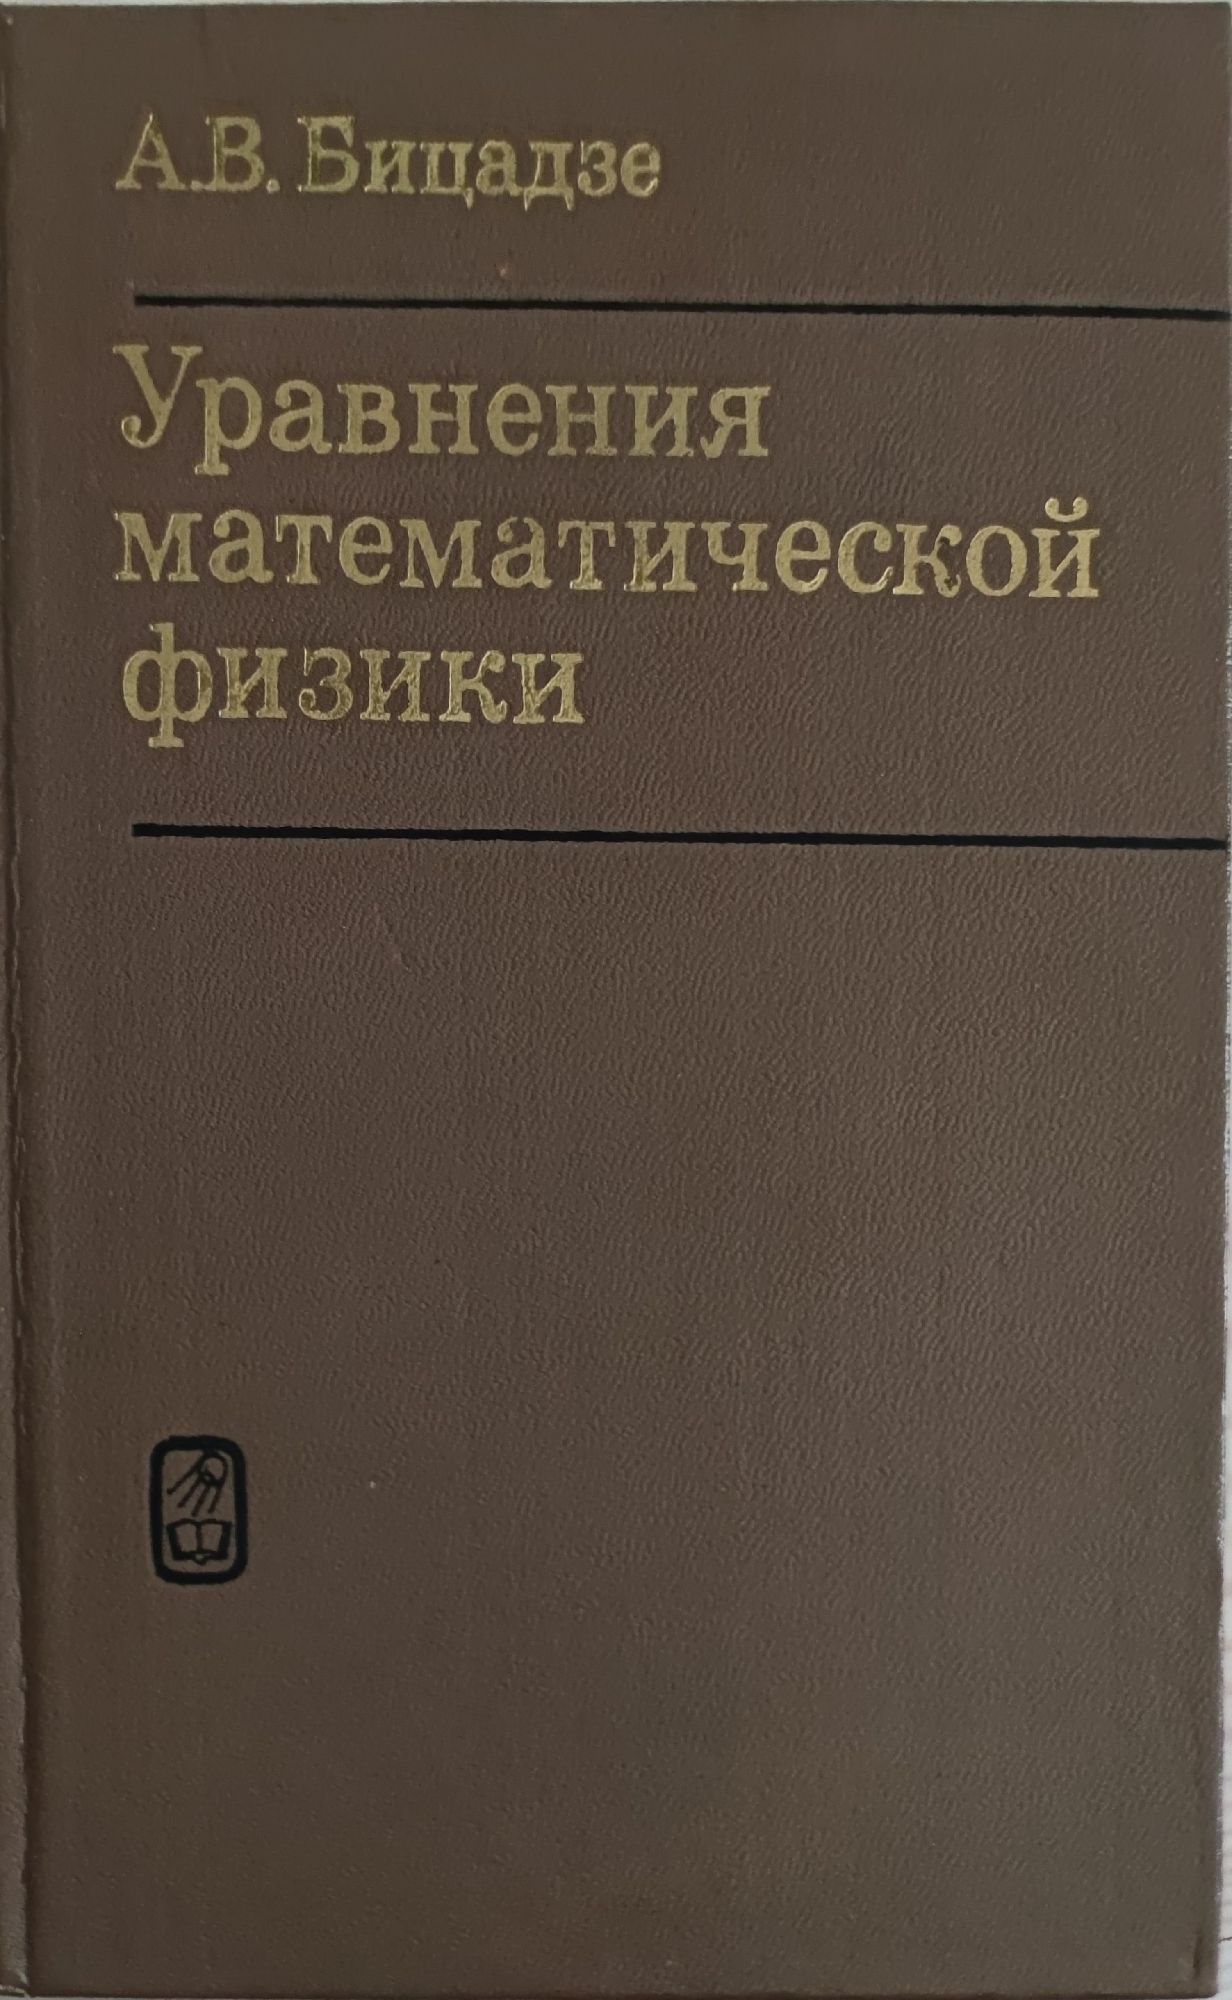 А.В. Бицадзе
Уравнения
математической
физики